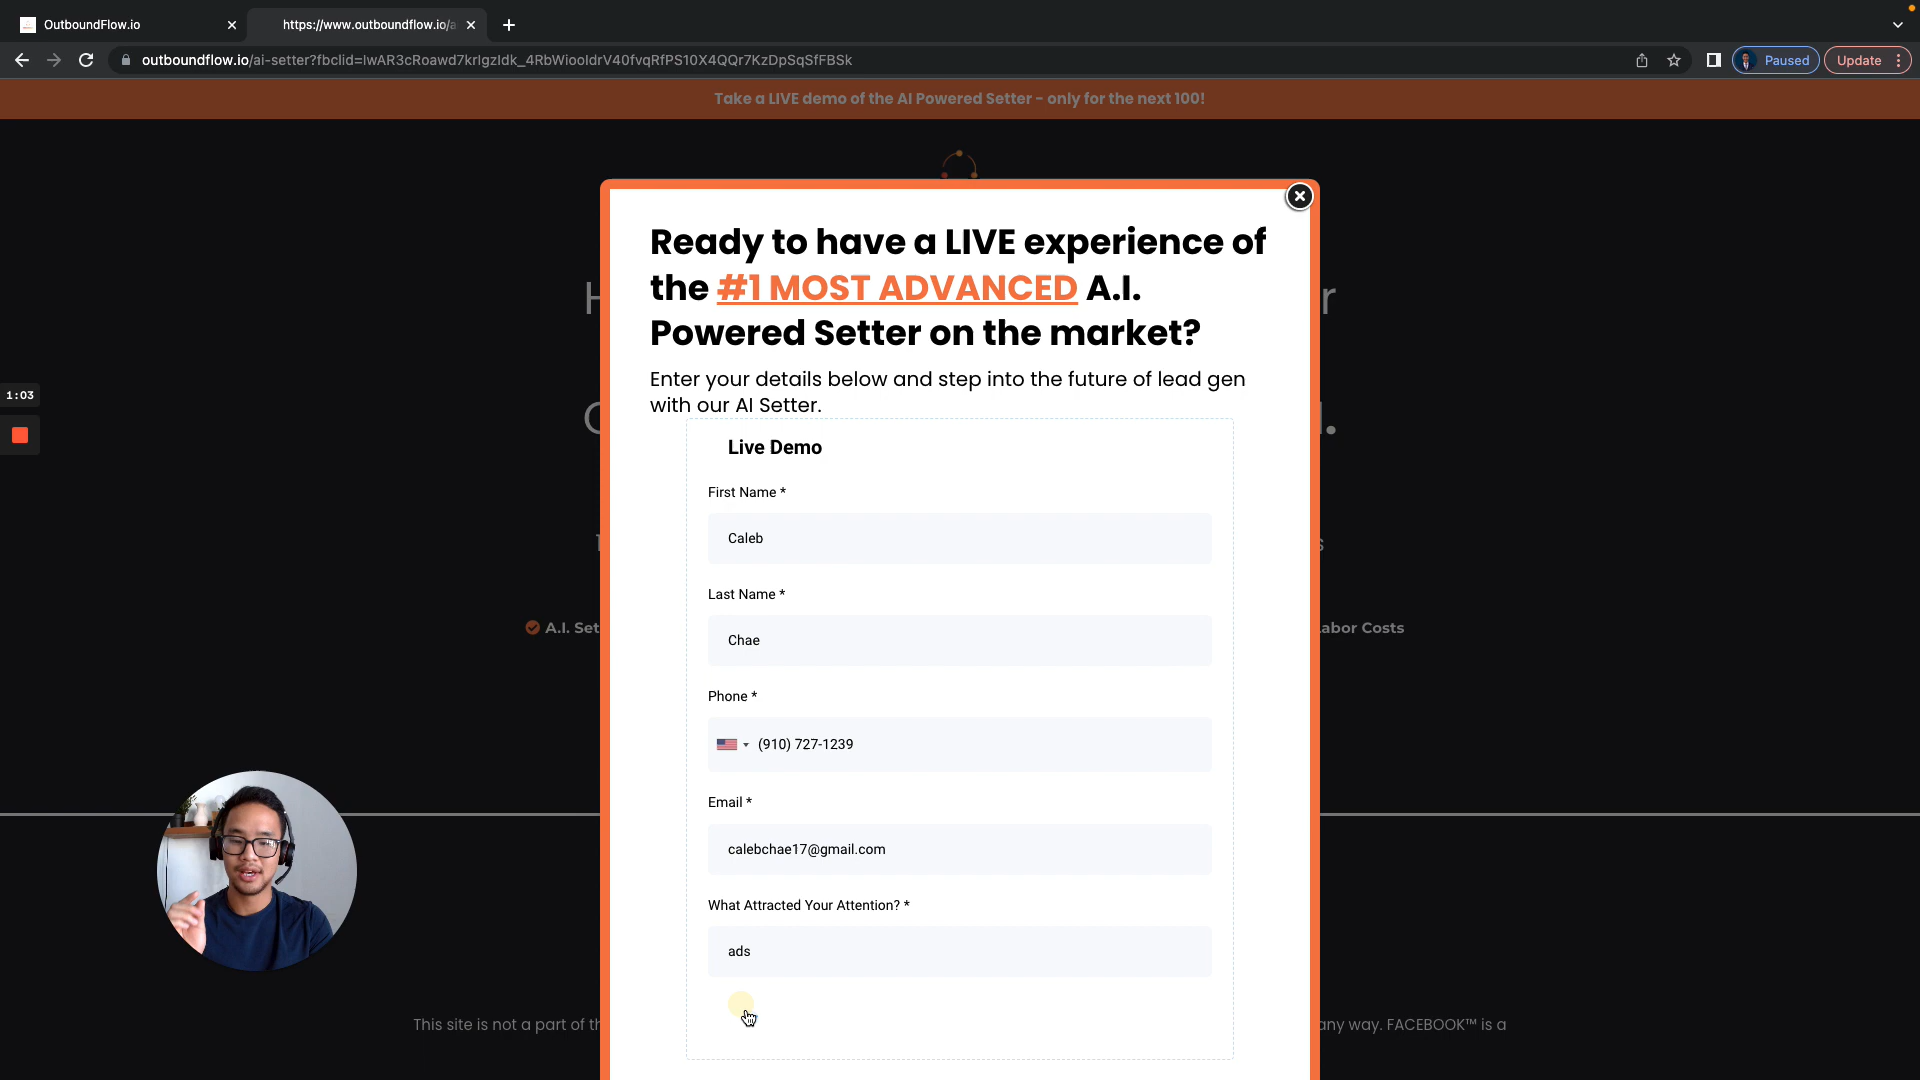 OutboundFlow.io
https://www.outboundflow.io/a
outboundflow.io/ai-setter?fbclid=IwAR3cRoawd7krlgzIdk_4RbWiooldrV40fvqRfPS10X4QQr7KzDpSqSfFBSk
Paused
Update
Take a LIVE demo of the AI Powered Setter - only for the next 100!
Ready to have a LIVE experience of
the #1 MOST ADVANCED A.I.
Powered Setter on the market?
Enter your details below and step into the future of lead gen
with our AI Setter.
1:03
Live Demo
First Name *
Caleb
Last Name *
Chae
A.I. Set
Labor Costs
Phone *
(910) 727-1239
Email *
calebchae17@gmail.com
What Attracted Your Attention? *
ads
This site is not a part of th
any way. FACEBOOK™ is a